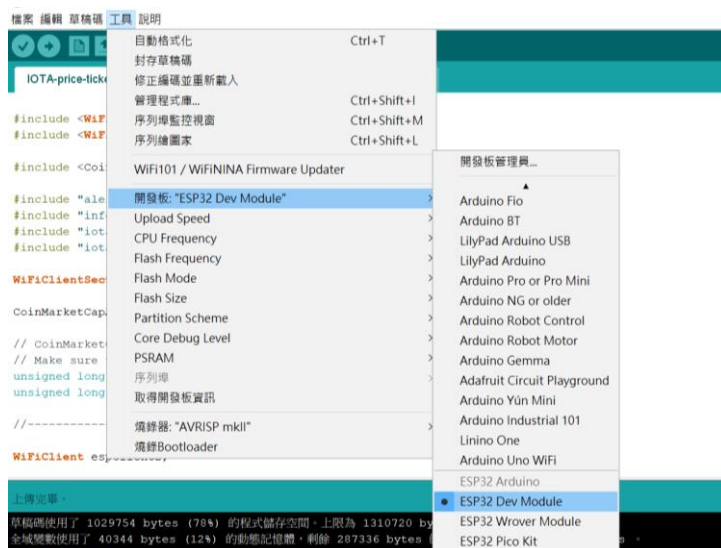 檔案 編輯 草稿碼 工具 說明
自動格式化 Ctrl+T
封存草稿碼
修正編碼並重新載入
管理程式庫... Ctrl+Shift+I
序列埠監控視窗 Ctrl+Shift+M
序列繪圖家 Ctrl+Shift+L
WiFi101 / WiFiNINA Firmware Updater
開發板: "ESP32 Dev Module"
Upload Speed
CPU Frequency
Flash Frequency
Flash Mode
Flash Size
Partition Scheme
Core Debug Level
PSRAM
序列埠
取得開發板資訊
燒錄器: "AVRISP mkII"
燒錄Bootloader
開發板管理員...
Arduino Fio
Arduino BT
LilyPad Arduino USB
LilyPad Arduino
Arduino Pro or Pro Mini
Arduino NG or older
Arduino Robot Control
Arduino Robot Motor
Arduino Gemma
Adafruit Circuit Playground
Arduino Yún Mini
Arduino Industrial 101
Linino One
Arduino Uno WiFi
ESP32 Arduino
ESP32 Dev Module
ESP32 Wrover Module
ESP32 Pico Kit
IOTA-price-ticke
#include <WiF
#include <WiF
#include <Coi
#include "ale
#include "inf
#include "iot
#include "iot
WiFiClientSec
CoinMarketCap
// CoinMarket
// Make sure
unsigned long
unsigned long
//------------
WiFiClient esp
上傳完畢。
草稿碼使用了 1029754 bytes (78%) 的程式儲存空間。上限為 1310720 by
全域變數使用了 40344 bytes (12%) 的動態記憶體，剩餘 287336 bytes